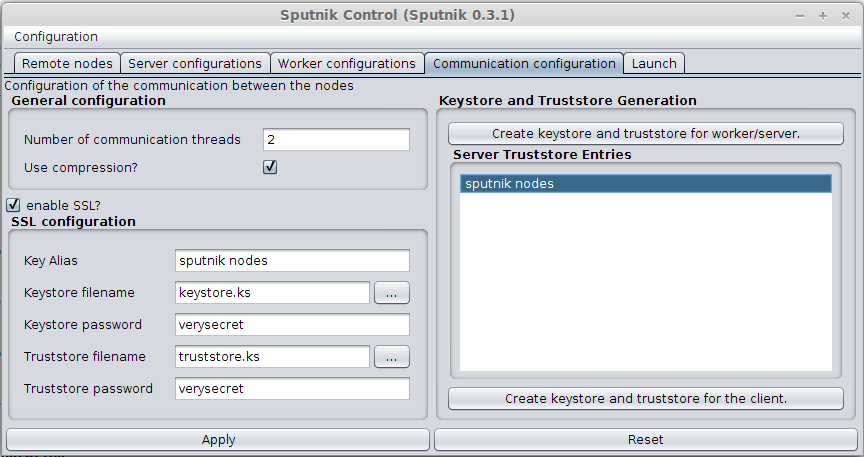 Sputnik Control (Sputnik 0.3.1)
Configuration
Remote nodes Server configurations Worker configurations Communication configuration Launch
Configuration of the communication between the nodes
General configuration
Number of communication threads 2
Use compression?
enable SSL?
SSL configuration
Key Alias sputnik nodes
Keystore filename keystore.ks ...
Keystore password verysecret
Truststore filename truststore.ks ...
Truststore password verysecret
Keystore and Truststore Generation
Create keystore and truststore for worker/server.
Server Truststore Entries
sputnik nodes
Create keystore and truststore for the client.
Apply Reset